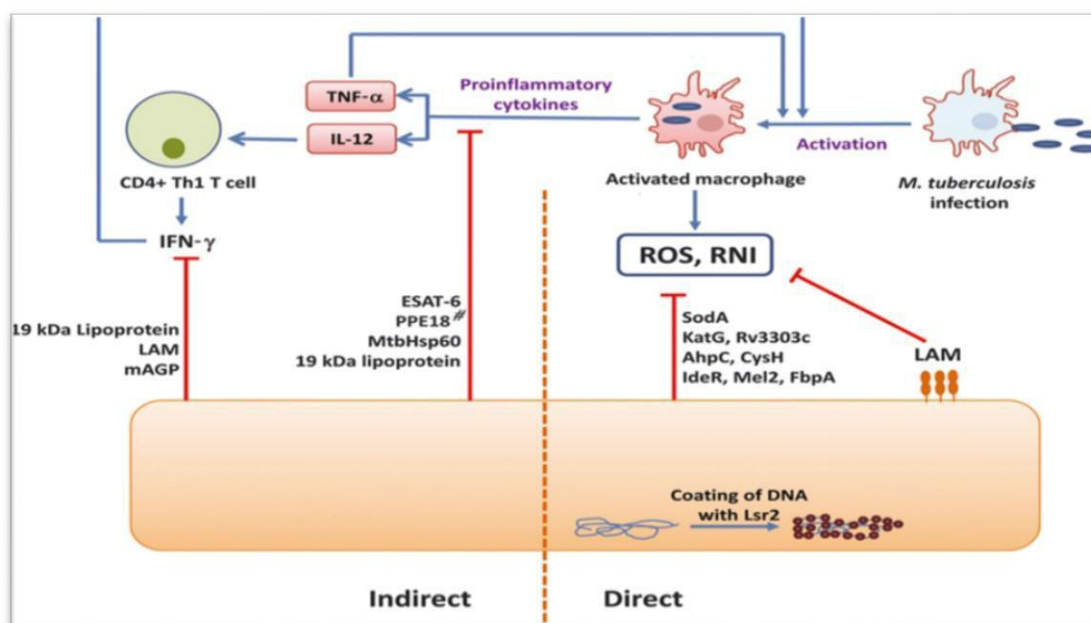 TNF-α
IL-12
Proinflammatory
cytokines
Activation
CD4+ Th1 T cell
Activated macrophage
M. tuberculosis
infection
IFN-γ
ROS, RNI
19 kDa Lipoprotein
LAM
mAGP
ESAT-6
PPE18#
MtbHsp60
19 kDa lipoprotein
SodA
KatG, Rv3303c
AhpC, CysH
IdeR, Mel2, FbpA
LAM
Coating of DNA
with Lsr2
Indirect
Direct